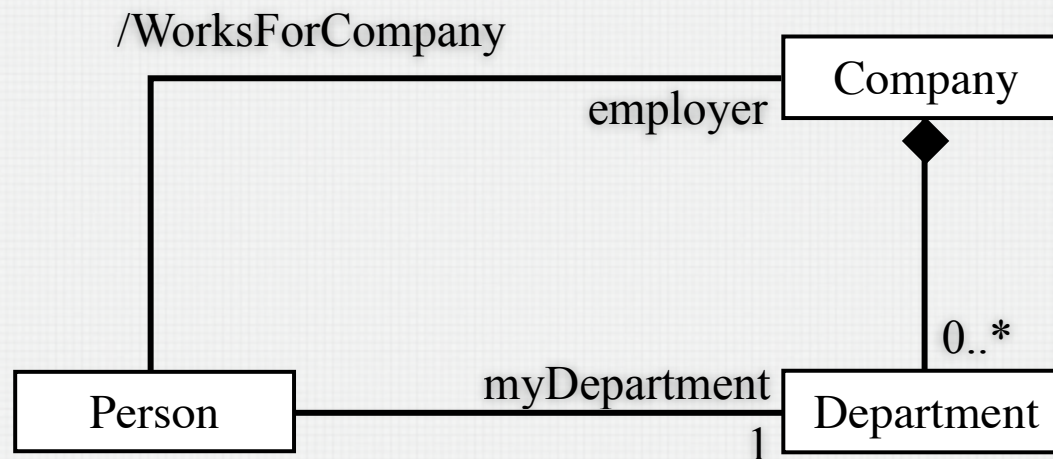 /WorksForCompany
Company
employer
0..*
myDepartment
Person
Department
1